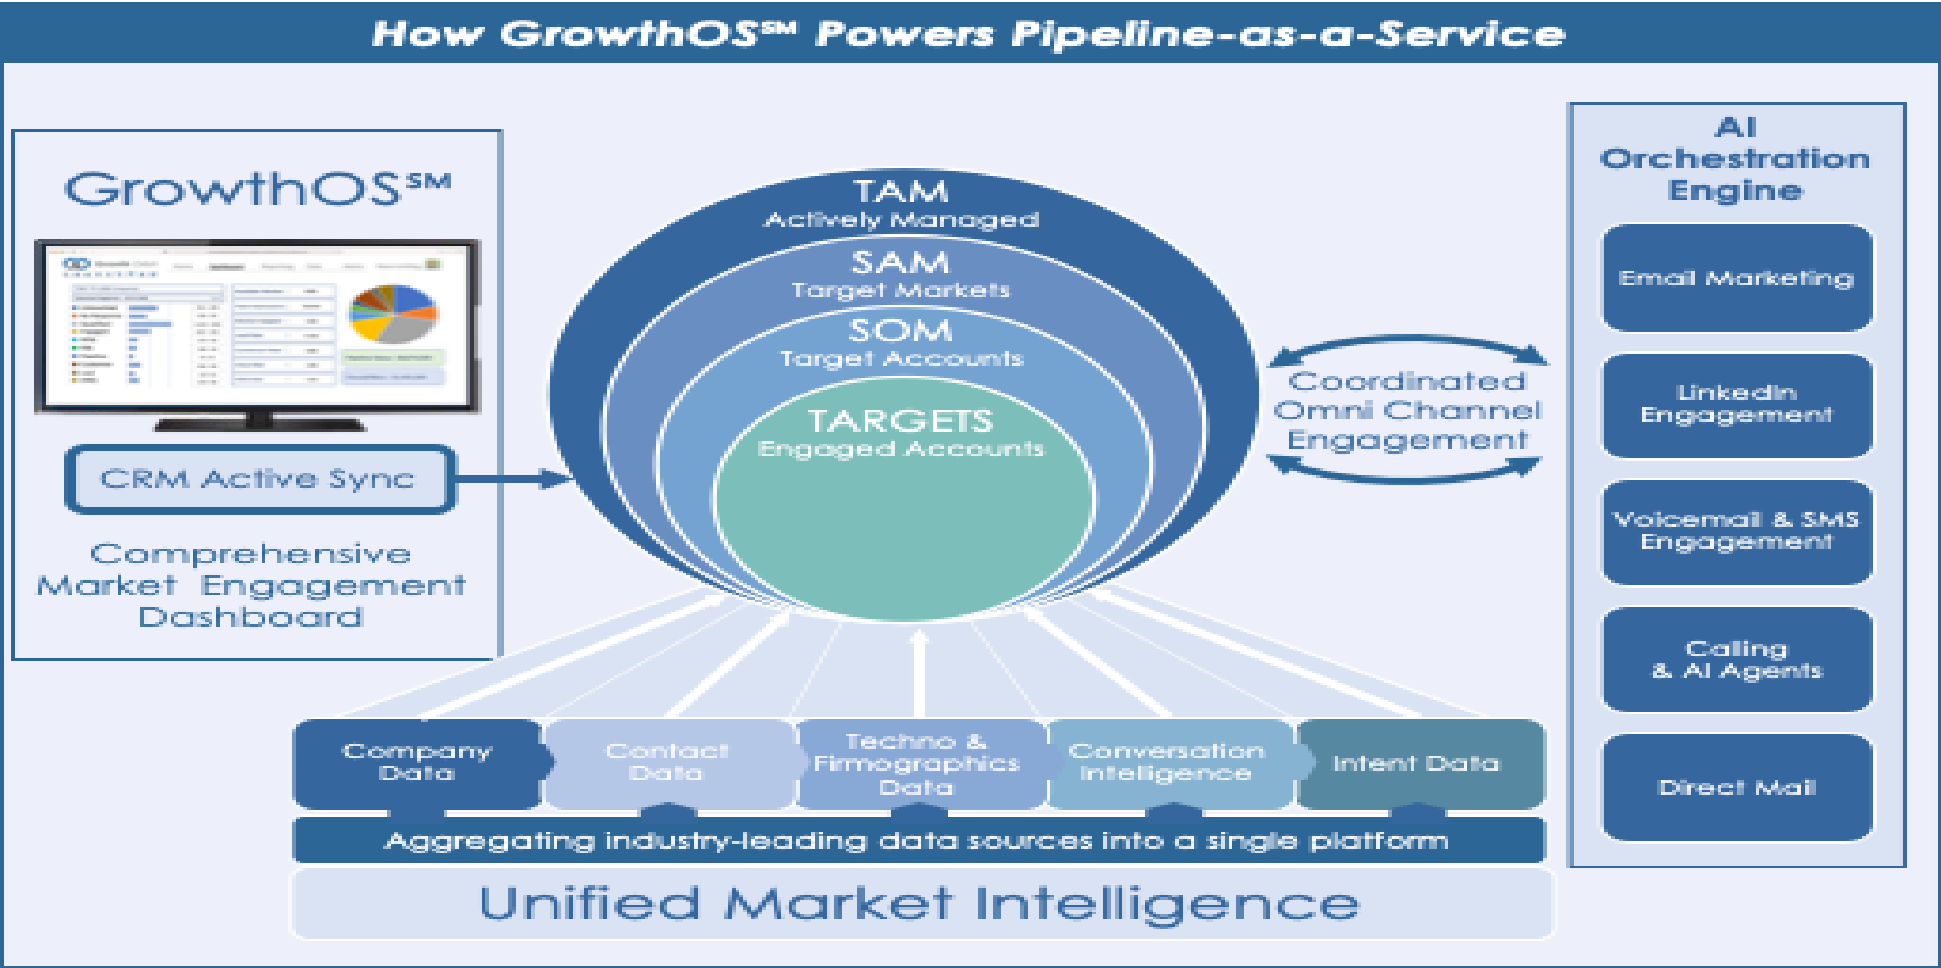 How GrowthOS℠ Powers Pipeline-as-a-Service
GrowthOS℠
CRM Active Sync
Comprehensive
Market Engagement
Dashboard
TAM
Actively Managed
SAM
Target Markets
SOM
Target Accounts
TARGETS
Engaged Accounts
Coordinated
Omni Channel
Engagement
AI
Orchestration
Engine
Email Marketing
LinkedIn
Engagement
Voicemail & SMS
Engagement
Calling
& AI Agents
Direct Mail
Company
Data
Contact
Data
Techno &
Firmographics
Data
Conversation
Intelligence
Intent Data
Aggregating industry-leading data sources into a single platform
Unified Market Intelligence